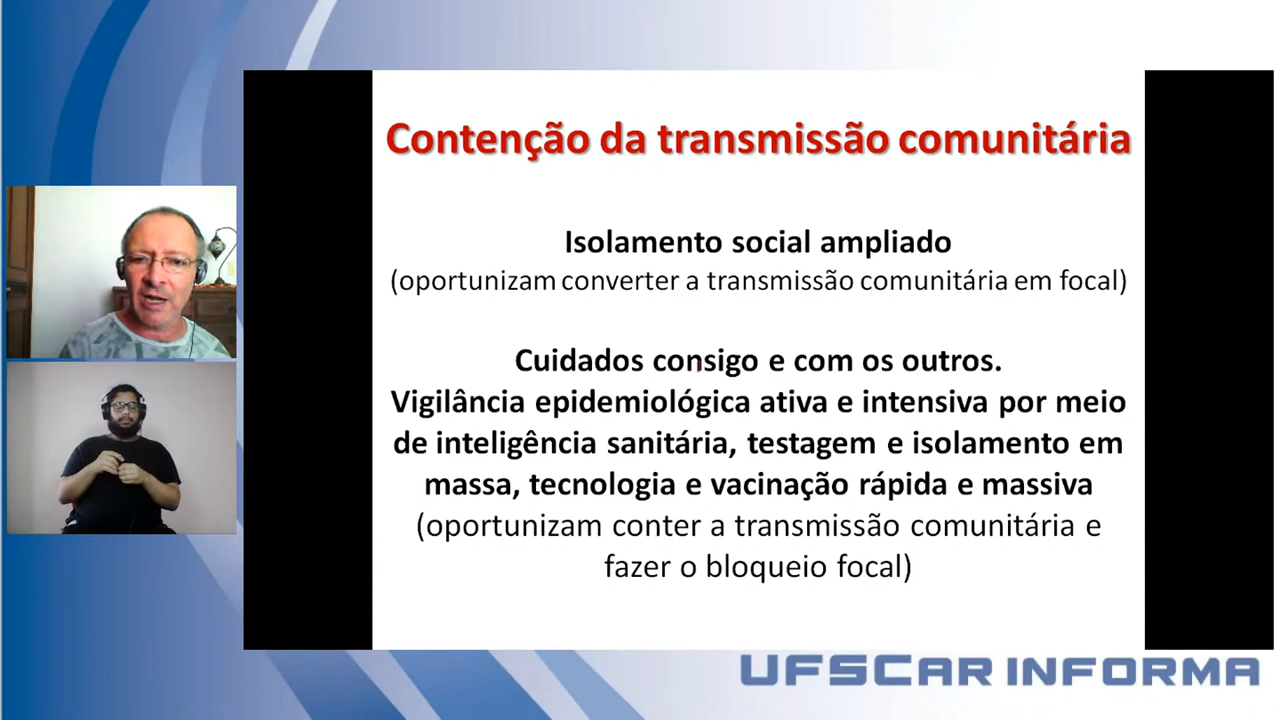 Contenção da transmissão comunitária
Isolamento social ampliado
(oportunizam converter a transmissão comunitária em focal)
Cuidados consigo e com os outros.
Vigilância epidemiológica ativa e intensiva por meio
de inteligência sanitária, testagem e isolamento em
massa, tecnologia e vacinação rápida e massiva
(oportunizam conter a transmissão comunitária e
fazer o bloqueio focal)
UFSCAR INFORMA